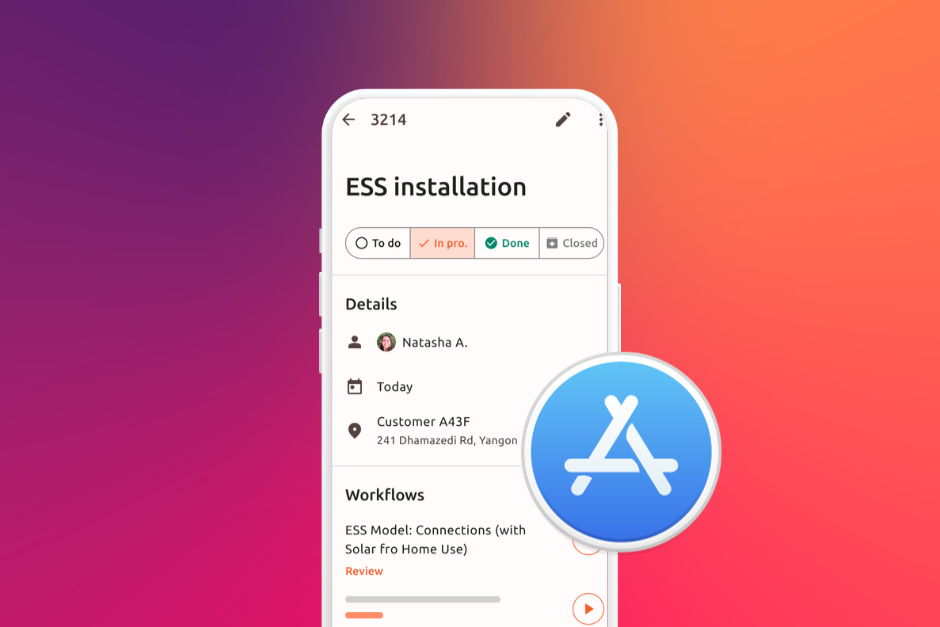 3214
ESS installation
To do
In pro.
Done
Closed
Details
Natasha A.
Today
Customer A43F
241 Dhamazedi Rd, Yangon
Workflows
ESS Model: Connections (with
Solar fro Home Use)
Review